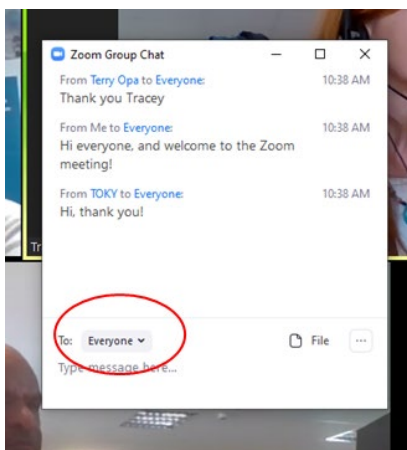 Zoom Group Chat
From Terry Opa to Everyone: 10:38 AM
Thank you Tracey
From Me to Everyone: 10:38 AM
Hi everyone, and welcome to the Zoom
meeting!
From TOKY to Everyone: 10:38 AM
Hi, thank you!
Tr
To: Everyone File ...
Type message here...